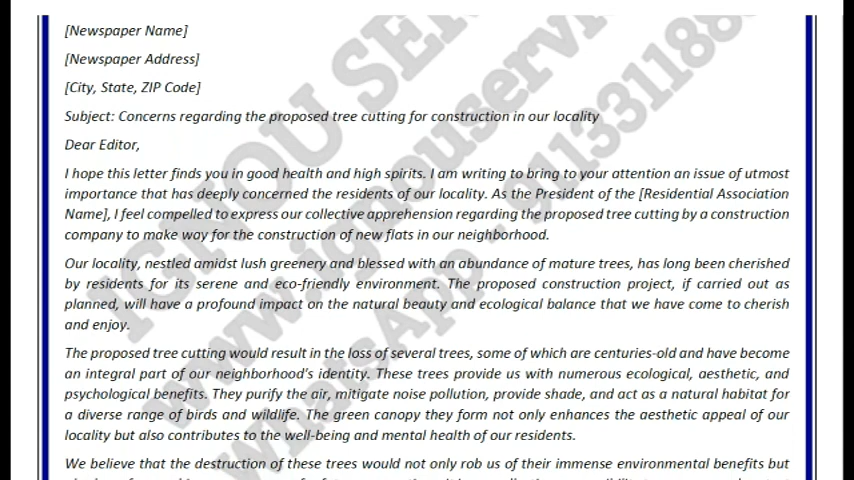 [Newspaper Name]
[Newspaper Address]
[City, State, ZIP Code]
Subject: Concerns regarding the proposed tree cutting for construction in our locality
Dear Editor,
I hope this letter finds you in good health and high spirits. I am writing to bring to your attention an issue of utmost
importance that has deeply concerned the residents of our locality. As the President of the [Residential Association
Name], I feel compelled to express our collective apprehension regarding the proposed tree cutting by a construction
company to make way for the construction of new flats in our neighborhood.
Our locality, nestled amidst lush greenery and blessed with an abundance of mature trees, has long been cherished
by residents for its serene and eco-friendly environment. The proposed construction project, if carried out as
planned, will have a profound impact on the natural beauty and ecological balance that we have come to cherish
and enjoy.
The proposed tree cutting would result in the loss of several trees, some of which are centuries-old and have become
an integral part of our neighborhood's identity. These trees provide us with numerous ecological, aesthetic, and
psychological benefits. They purify the air, mitigate noise pollution, provide shade, and act as a natural habitat for
a diverse range of birds and wildlife. The green canopy they form not only enhances the aesthetic appeal of our
locality but also contributes to the well-being and mental health of our residents.
We believe that the destruction of these trees would not only rob us of their immense environmental benefits but
IGNOU SER
www.ignouservi
WhatsApp - 911331188